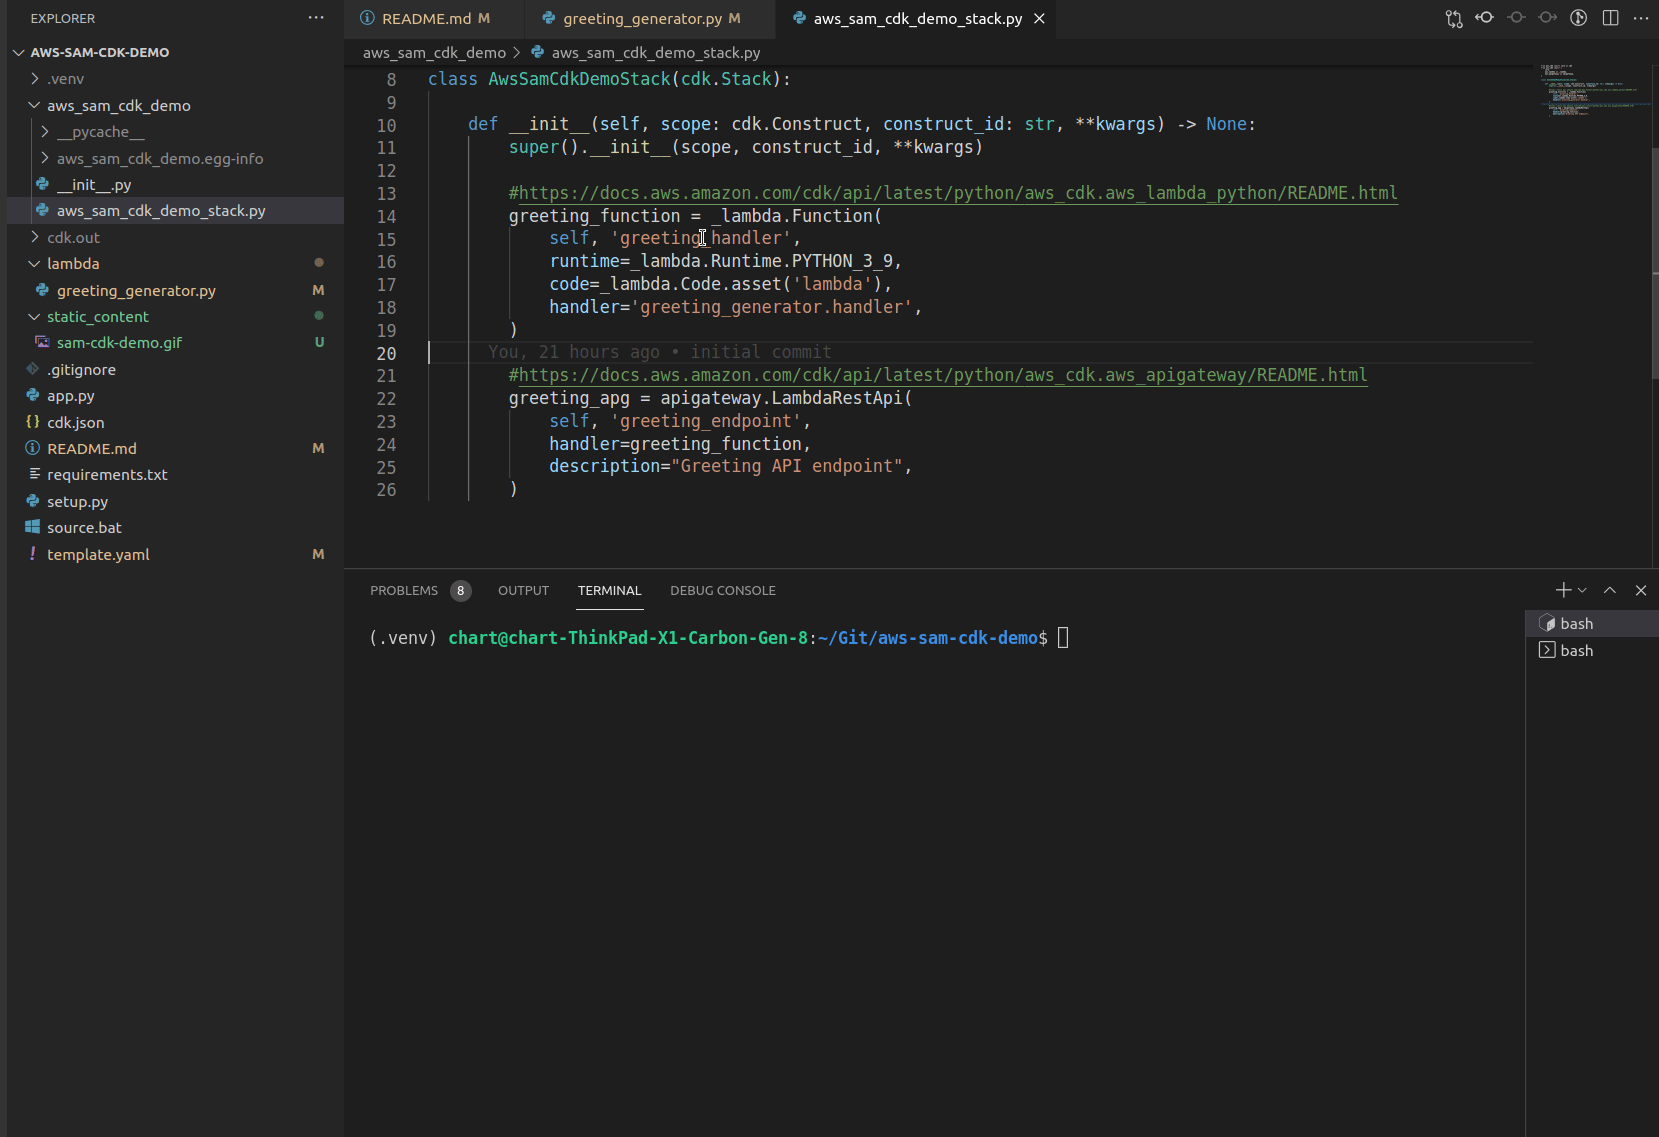 EXPLORER
AWS-SAM-CDK-DEMO
.venv
aws_sam_cdk_demo
__pycache__
aws_sam_cdk_demo.egg-info
__init__.py
aws_sam_cdk_demo_stack.py
cdk.out
lambda
greeting_generator.py M
static_content
sam-cdk-demo.gif U
.gitignore
app.py
cdk.json
README.md M
requirements.txt
setup.py
source.bat
template.yaml M
README.md M greeting_generator.py M aws_sam_cdk_demo_stack.py
aws_sam_cdk_demo > aws_sam_cdk_demo_stack.py
8 class AwsSamCdkDemoStack(cdk.Stack):
9
10 def __init__(self, scope: cdk.Construct, construct_id: str, **kwargs) -> None:
11 super().__init__(scope, construct_id, **kwargs)
12
13 #https://docs.aws.amazon.com/cdk/api/latest/python/aws_cdk.aws_lambda_python/README.html
14 greeting_function = _lambda.Function(
15 self, 'greeting_handler',
16 runtime=_lambda.Runtime.PYTHON_3_9,
17 code=_lambda.Code.asset('lambda'),
18 handler='greeting_generator.handler',
19 )
20 You, 21 hours ago • initial commit
21 #https://docs.aws.amazon.com/cdk/api/latest/python/aws_cdk.aws_apigateway/README.html
22 greeting_apg = apigateway.LambdaRestApi(
23 self, 'greeting_endpoint',
24 handler=greeting_function,
25 description="Greeting API endpoint",
26 )
PROBLEMS 8 OUTPUT TERMINAL DEBUG CONSOLE
(.venv) chart@chart-ThinkPad-X1-Carbon-Gen-8:~/Git/aws-sam-cdk-demo$
bash
bash